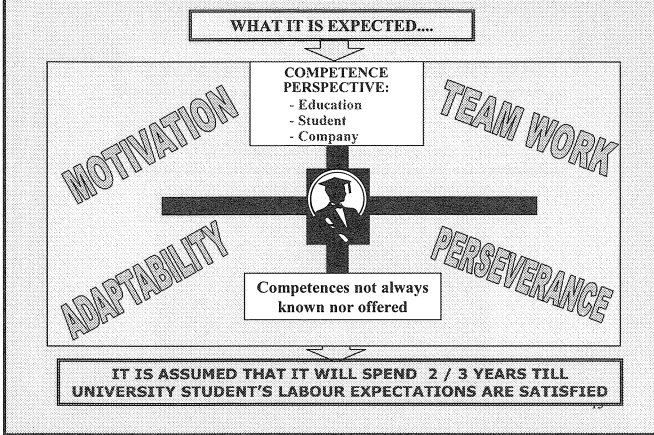 WHAT IT IS EXPECTED....
COMPETENCE
PERSPECTIVE:
- Education
- Student
- Company
MOTIVATION
TEAM WORK
ADAPTABILITY
PERSEVERANCE
Competences not always
known nor offered
IT IS ASSUMED THAT IT WILL SPEND 2 / 3 YEARS TILL
UNIVERSITY STUDENT'S LABOUR EXPECTATIONS ARE SATISFIED